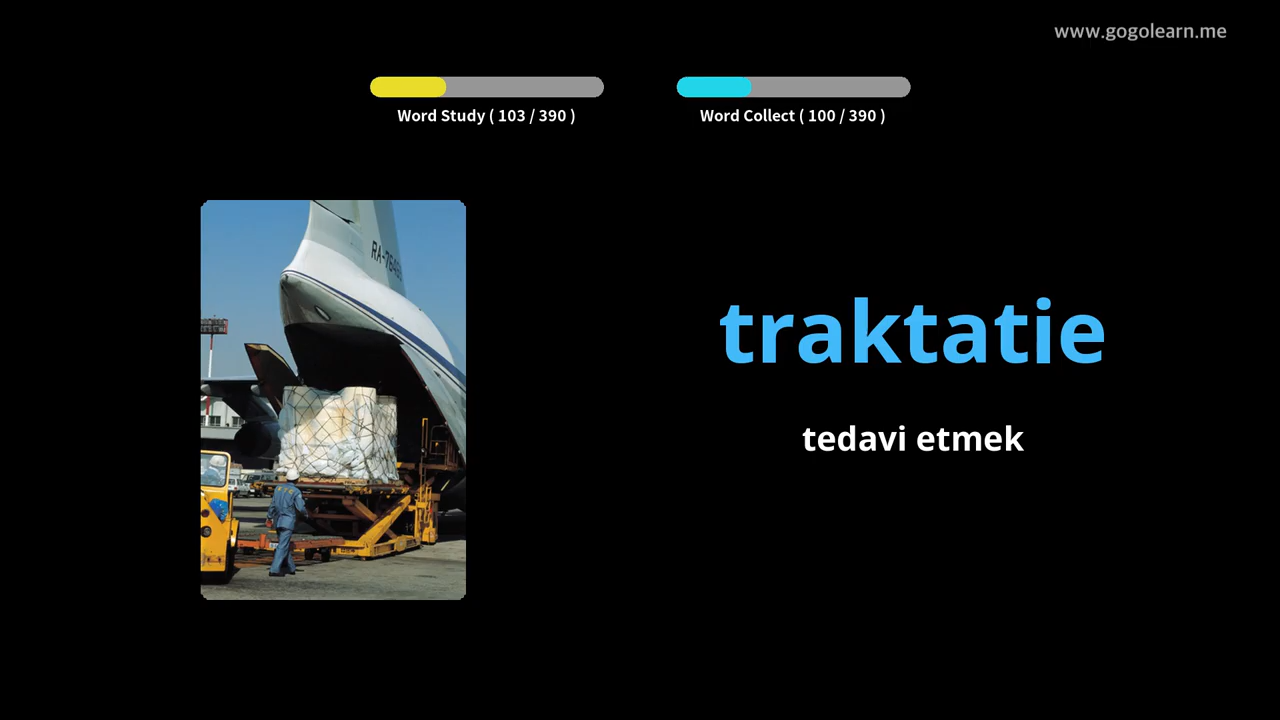 www.gogolearn.me
Word Study ( 103 / 390 )
Word Collect ( 100 / 390 )
traktatie
tedavi etmek